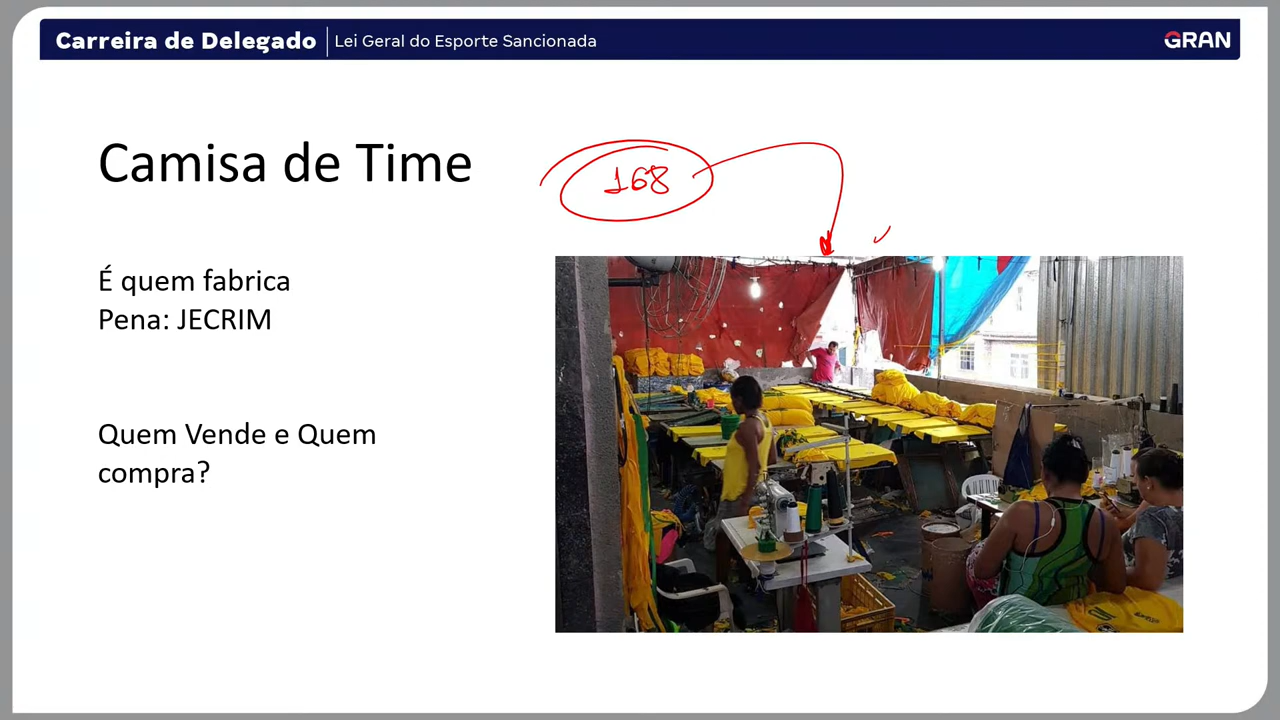 Carreira de Delegado
Lei Geral do Esporte Sancionada
GRAN
Camisa de Time
168
É quem fabrica
Pena: JECRIM
Quem Vende e Quem
compra?